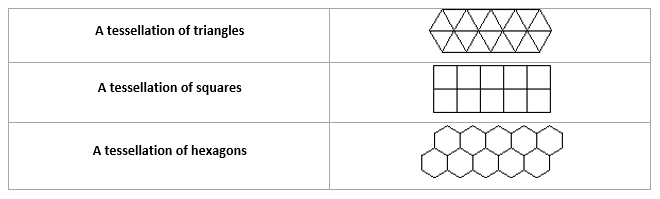 A tessellation of triangles
A tessellation of squares
A tessellation of hexagons